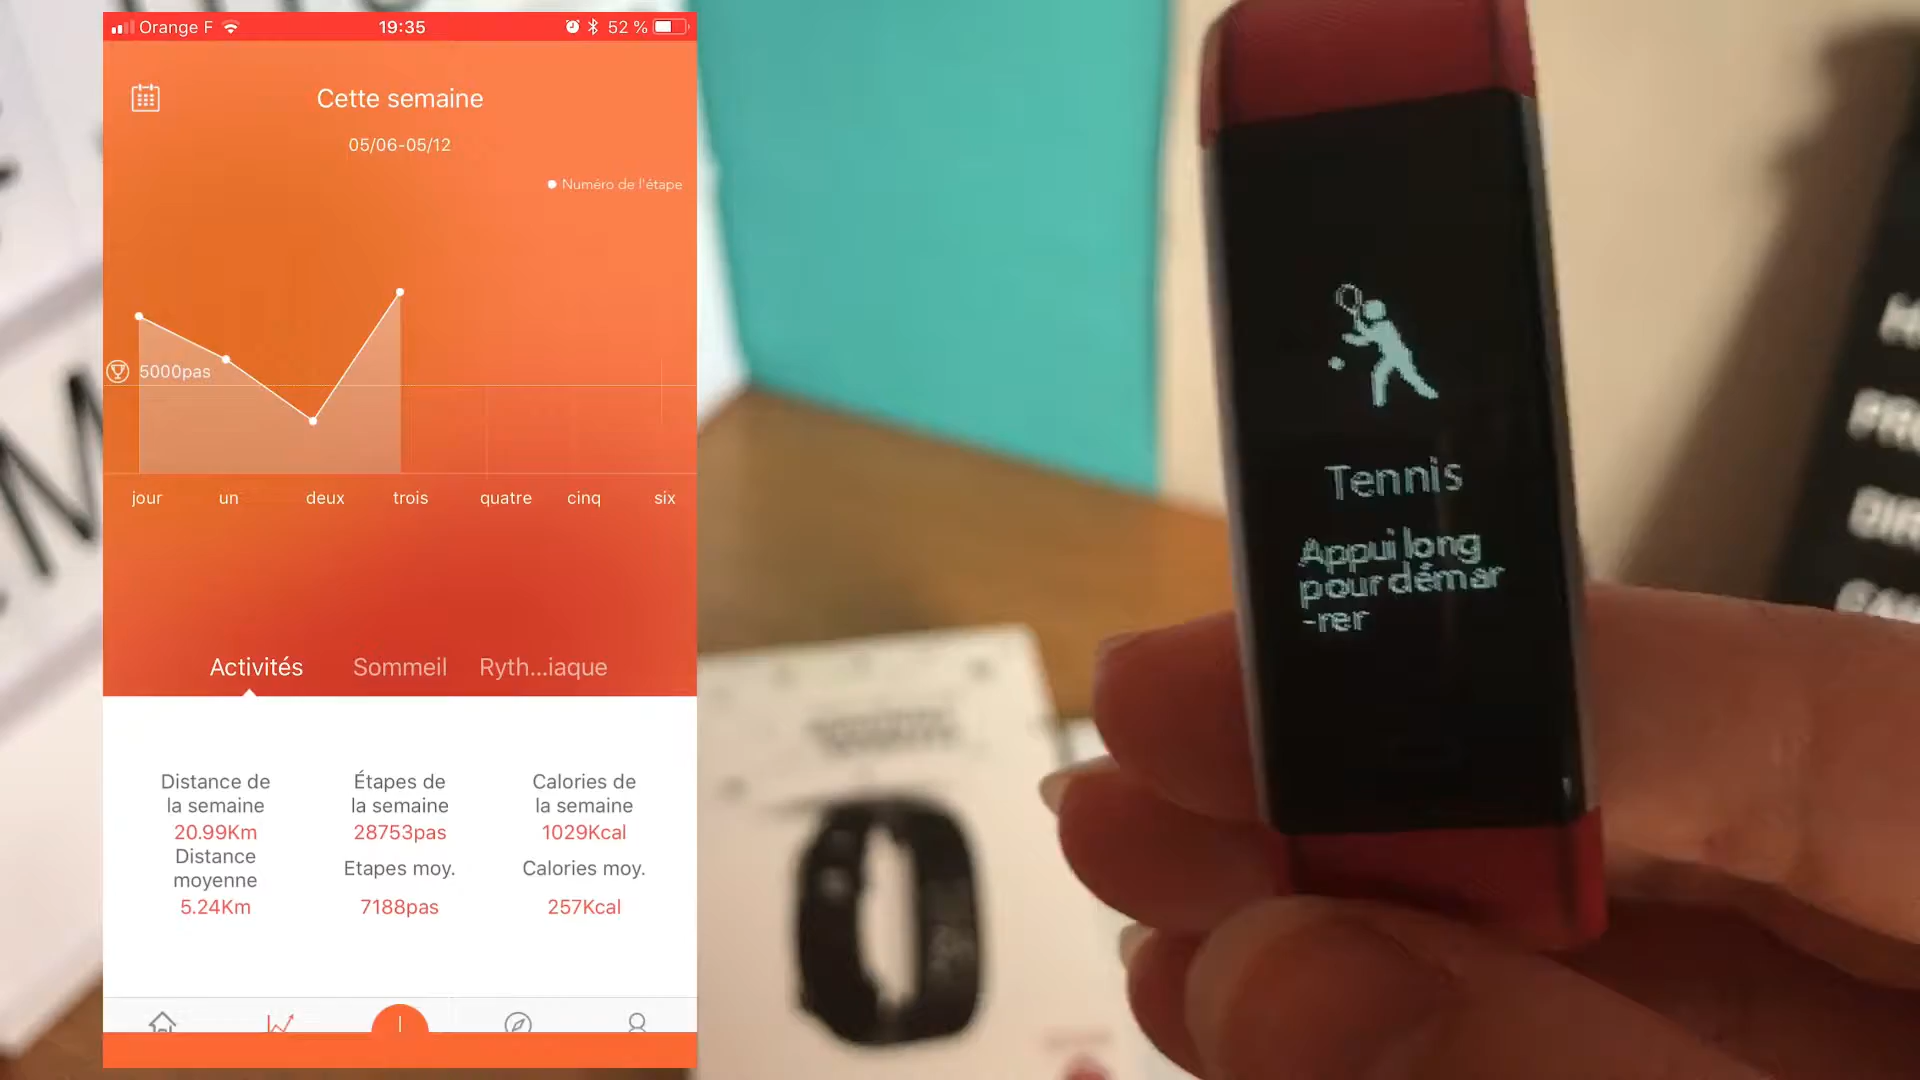 Orange F
19:35
52 %
Cette semaine
05/06-05/12
Numéro de l'étape
5000pas
jour un deux trois quatre cinq six
Activités Sommeil Ryth...iaque
Distance de
la semaine
20.99Km
Distance
moyenne
5.24Km
Étapes de
la semaine
28753pas
Etapes moy.
7188pas
Calories de
la semaine
1029Kcal
Calories moy.
257Kcal
Tennis
Appui long
pour démar
-rer